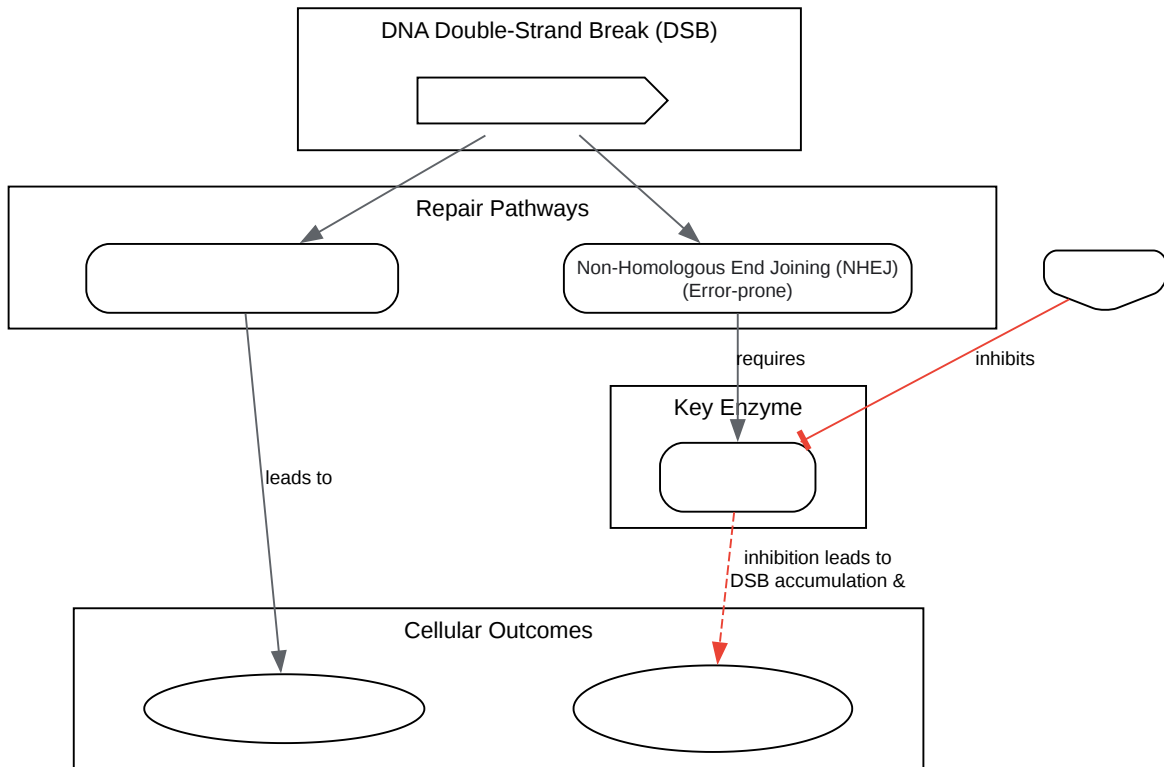 DNA Double-Strand Break (DSB)
Repair Pathways
Non-Homologous End Joining (NHEJ)
(Error-prone)
requires
inhibits
Key Enzyme
leads to
inhibition leads to
DSB accumulation &
Cellular Outcomes